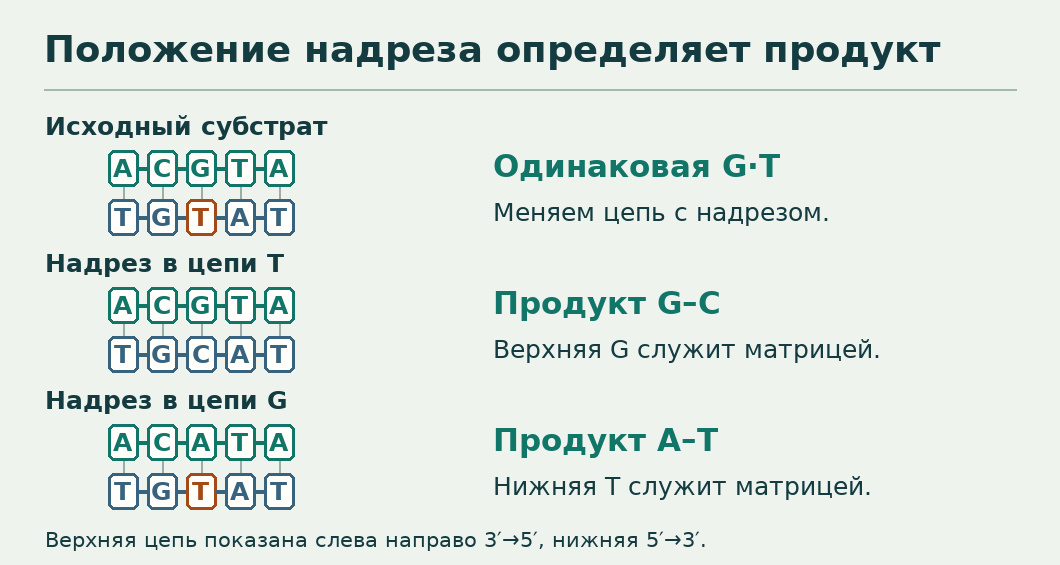 Положение надреза определяет продукт
Исходный субстрат
A C G T A
T G T A T
Одинаковая G·T
Меняем цепь с надрезом.
Надрез в цепи T
A C G T A
T G C A T
Продукт G–C
Верхняя G служит матрицей.
Надрез в цепи G
A C A T A
T G T A T
Продукт A–T
Нижняя T служит матрицей.
Верхняя цепь показана слева направо 3′→5′, нижняя 5′→3′.